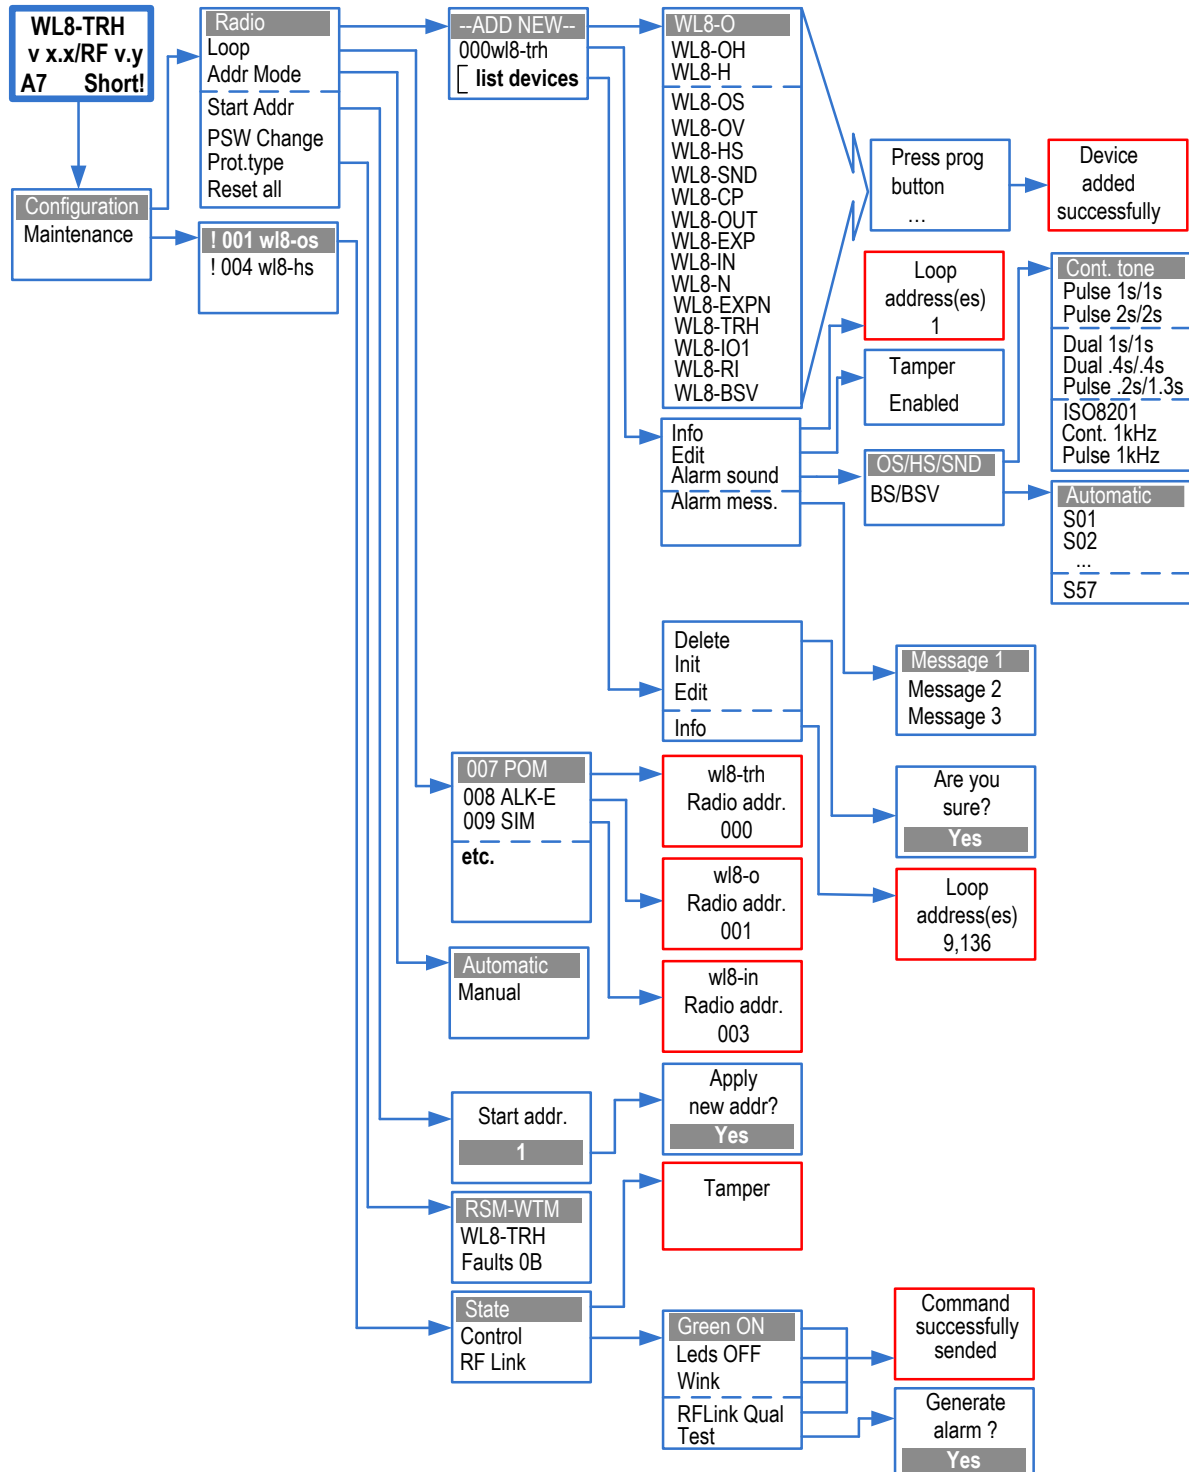 WL8-TRH
v x.x/RF v.y
A7 Short!
Configuration
Maintenance
Radio
Loop
Addr Mode
Start Addr
PSW Change
Prot.type
Reset all
! 001 wl8-os
! 004 wl8-hs
--ADD NEW--
000wl8-trh
list devices
WL8-O
WL8-OH
WL8-H
WL8-OS
WL8-OV
WL8-HS
WL8-SND
WL8-CP
WL8-OUT
WL8-EXP
WL8-IN
WL8-N
WL8-EXPN
WL8-TRH
WL8-IO1
WL8-RI
WL8-BSV
Press prog
button
...
Device
added
successfully
Loop
address(es)
1
Tamper
Enabled
Info
Edit
Alarm sound
Alarm mess.
OS/HS/SND
BS/BSV
Cont. tone
Pulse 1s/1s
Pulse 2s/2s
Dual 1s/1s
Dual .4s/.4s
Pulse .2s/1.3s
ISO8201
Cont. 1kHz
Pulse 1kHz
Automatic
S01
S02
...
S57
Delete
Init
Edit
Info
Message 1
Message 2
Message 3
Are you
sure?
Yes
Loop
address(es)
9,136
007 POM
008 ALK-E
009 SIM
etc.
wl8-trh
Radio addr.
000
wl8-o
Radio addr.
001
wl8-in
Radio addr.
003
Automatic
Manual
Start addr.
1
Apply
new addr?
Yes
RSM-WTM
WL8-TRH
Faults 0B
Tamper
State
Control
RF Link
Green ON
Leds OFF
Wink
RFLink Qual
Test
Command
successfully
sended
Generate
alarm ?
Yes